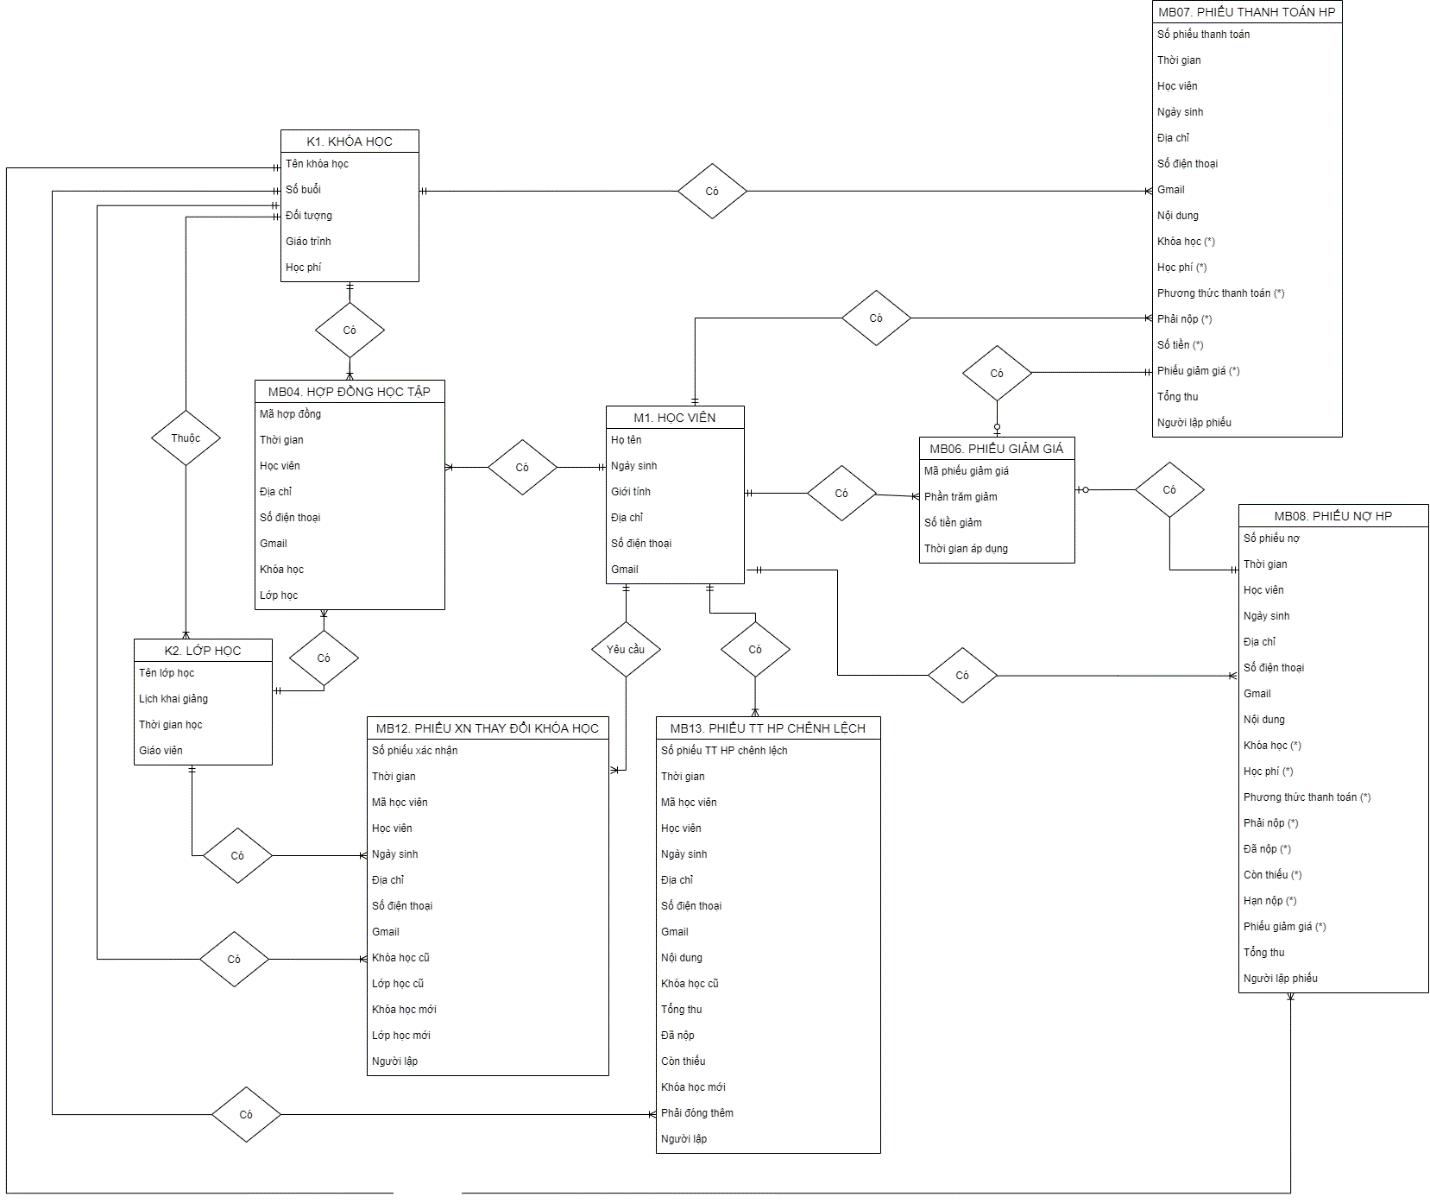 MB07. PHIẾU THANH TOÁN HP
Số phiếu thanh toán
Thời gian
Học viên
Ngày sinh
Địa chỉ
Số điện thoại
Gmail
Nội dung
Khóa học (*)
Học phí (*)
Phương thức thanh toán (*)
Phải nộp (*)
Số tiền (*)
Phiếu giảm giá (*)
Tổng thu
Người lập phiếu
K1. KHÓA HỌC
Tên khóa học
Số buổi
Đối tượng
Giáo trình
Học phí
Có
Có
Có
Có
MB04. HỢP ĐỒNG HỌC TẬP
Mã hợp đồng
Thời gian
Học viên
Địa chỉ
Số điện thoại
Gmail
Khóa học
Lớp học
Thuộc
Có
M1. HỌC VIÊN
Họ tên
Ngày sinh
Giới tính
Địa chỉ
Số điện thoại
Gmail
Có
MB06. PHIẾU GIẢM GIÁ
Mã phiếu giảm giá
Phần trăm giảm
Số tiền giảm
Thời gian áp dụng
Có
MB08. PHIẾU NỢ HP
Số phiếu nợ
Thời gian
Học viên
Ngày sinh
Địa chỉ
Số điện thoại
Gmail
Nội dung
Khóa học (*)
Học phí (*)
Phương thức thanh toán (*)
Phải nộp (*)
Đã nộp (*)
Còn thiếu (*)
Hạn nộp (*)
Phiếu giảm giá (*)
Tổng thu
Người lập phiếu
K2. LỚP HỌC
Tên lớp học
Lịch khai giảng
Thời gian học
Giáo viên
Có
Yêu cầu
Có
Có
MB12. PHIẾU XN THAY ĐỔI KHÓA HỌC
Số phiếu xác nhận
Thời gian
Mã học viên
Học viên
Ngày sinh
Địa chỉ
Số điện thoại
Gmail
Khóa học cũ
Lớp học cũ
Khóa học mới
Lớp học mới
Người lập
MB13. PHIẾU TT HP CHÊNH LỆCH
Số phiếu TT HP chênh lệch
Thời gian
Mã học viên
Học viên
Ngày sinh
Địa chỉ
Số điện thoại
Gmail
Nội dung
Khóa học cũ
Tổng thu
Đã nộp
Còn thiếu
Khóa học mới
Phải đóng thêm
Người lập
Có
Có
Có